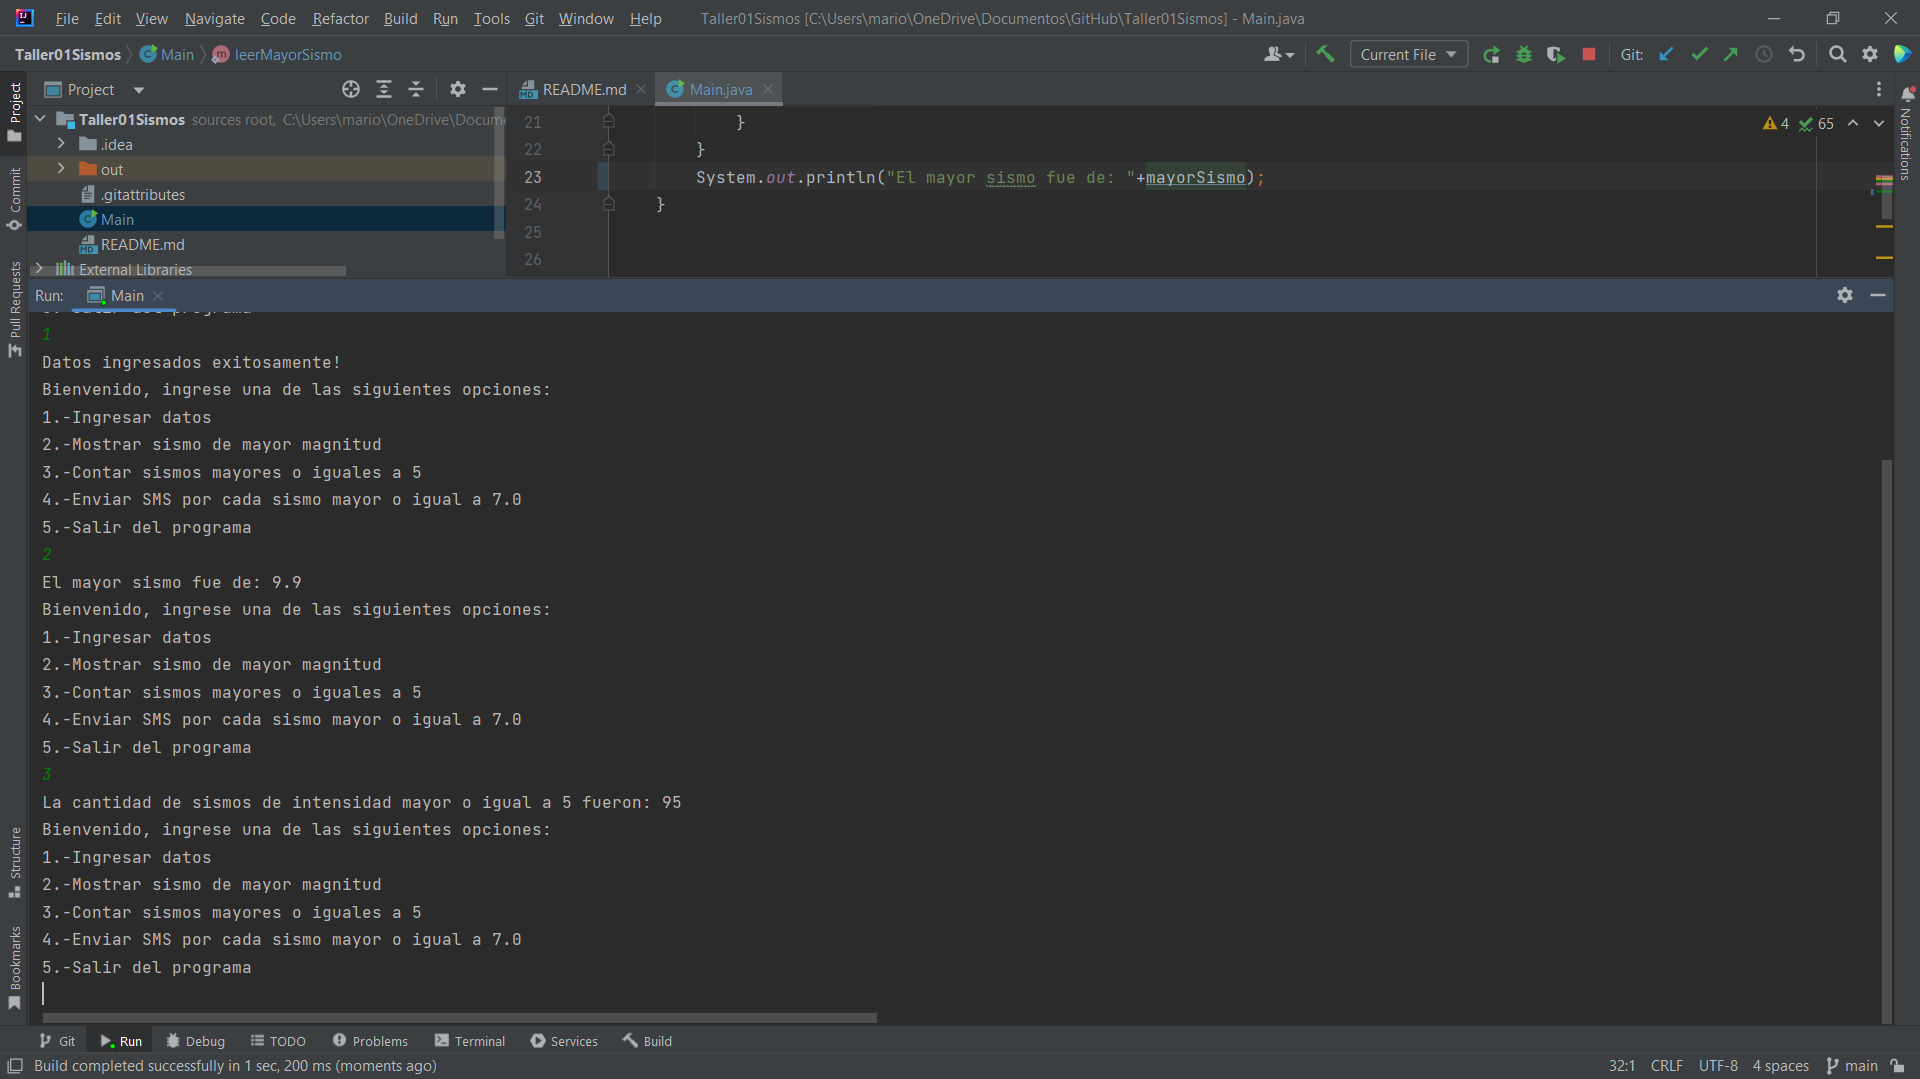 File Edit View Navigate Code Refactor Build Run Tools Git Window Help Taller01Sismos [C:\Users\mario\OneDrive\Documentos\GitHub\Taller01Sismos] - Main.java
Taller01Sismos Main leerMayorSismo Current File Git:
Project README.md Main.java
Taller01Sismos sources root, C:\Users\mario\OneDrive\Docume
.idea
out
.gitattributes
Main
README.md
External Libraries
21 }
22 }
23 System.out.println("El mayor sismo fue de: "+mayorSismo);
24 }
25
26
4 65
Project
Commit
Pull Requests
Structure
Bookmarks
Notifications
Run: Main
5.-Salir del programa
1
Datos ingresados exitosamente!
Bienvenido, ingrese una de las siguientes opciones:
1.-Ingresar datos
2.-Mostrar sismo de mayor magnitud
3.-Contar sismos mayores o iguales a 5
4.-Enviar SMS por cada sismo mayor o igual a 7.0
5.-Salir del programa
2
El mayor sismo fue de: 9.9
Bienvenido, ingrese una de las siguientes opciones:
1.-Ingresar datos
2.-Mostrar sismo de mayor magnitud
3.-Contar sismos mayores o iguales a 5
4.-Enviar SMS por cada sismo mayor o igual a 7.0
5.-Salir del programa
3
La cantidad de sismos de intensidad mayor o igual a 5 fueron: 95
Bienvenido, ingrese una de las siguientes opciones:
1.-Ingresar datos
2.-Mostrar sismo de mayor magnitud
3.-Contar sismos mayores o iguales a 5
4.-Enviar SMS por cada sismo mayor o igual a 7.0
5.-Salir del programa
Git Run Debug TODO Problems Terminal Services Build
Build completed successfully in 1 sec, 200 ms (moments ago) 32:1 CRLF UTF-8 4 spaces main